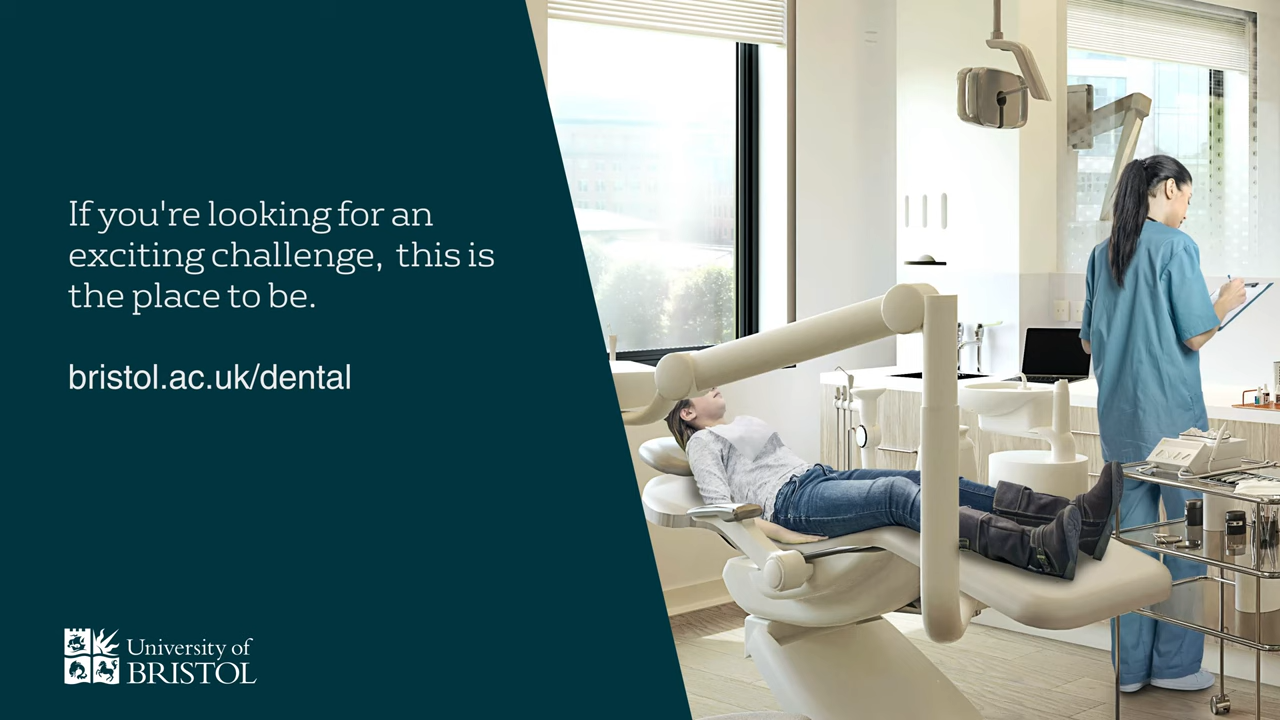 If you're looking for an
exciting challenge, this is
the place to be.
bristol.ac.uk/dental
University of
BRISTOL